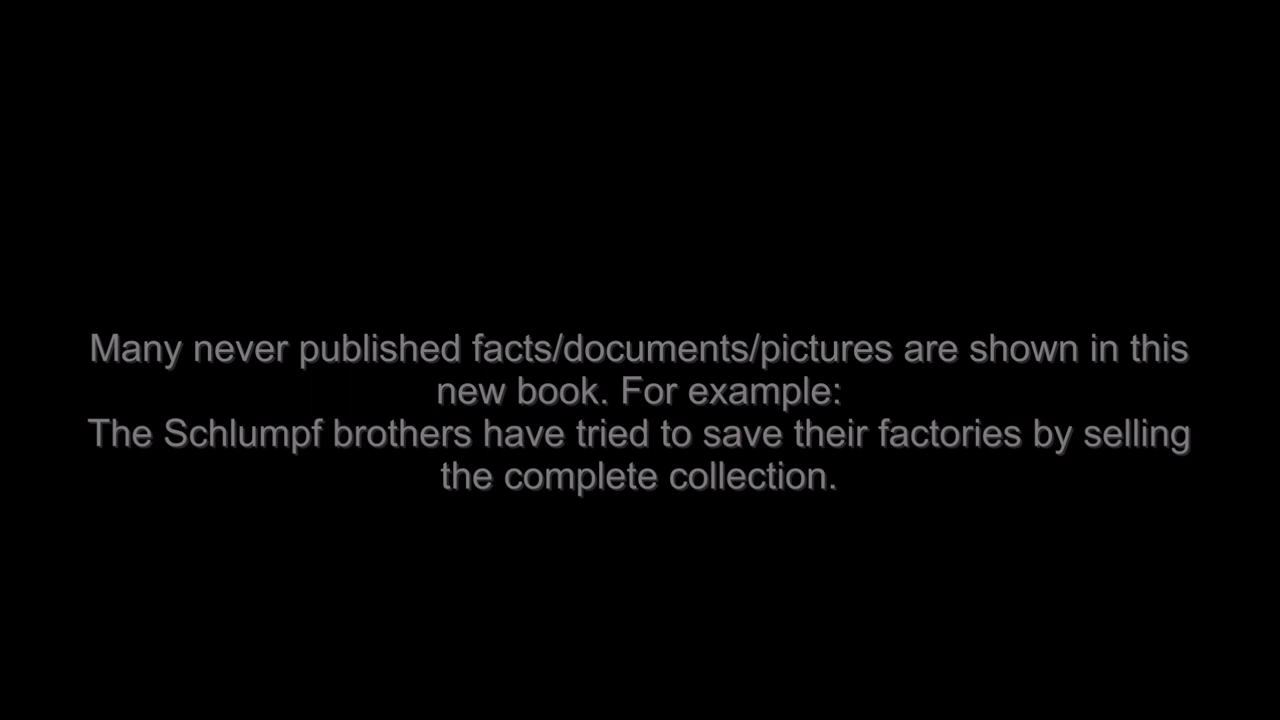 Many never published facts/documents/pictures are shown in this
new book. For example:
The Schlumpf brothers have tried to save their factories by selling
the complete collection.